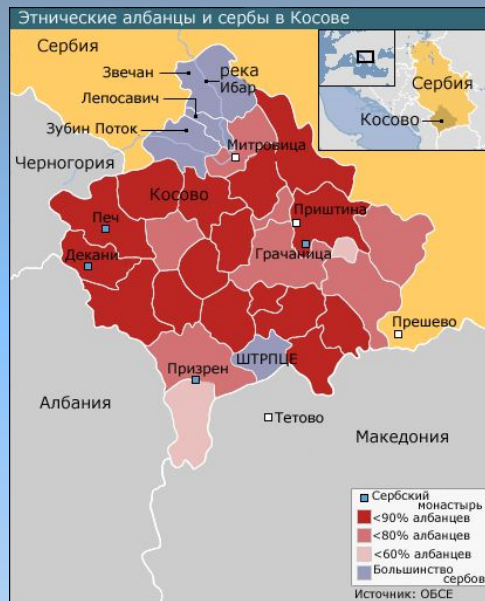 Этнические албанцы и сербы в Косове
Сербия
Звечан
река
Ибар
Лепосавич
Зубин Поток
Митровица
Черногория
Сербия
Косово
Косово
Печ
Приштина
Декани
Грачаница
Прешево
ШТРПЦЕ
Призрен
Албания
Тетово
Македония
Сербский
монастырь
<90% албанцев
<80% албанцев
<60% албанцев
Большинство
сербов
Источник: ОБСЕ